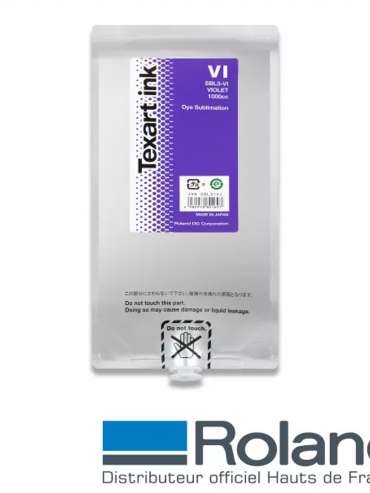 Texart ink
VI
SBL3-VI
VIOLET
1000cc
Dye Sublimation
MADE IN JAPAN
Roland DG Corporation
Do not touch this part.
Doing so may cause damage or liquid leakage.
Do not touch.
Roland
Distributeur officiel Hauts de Fra